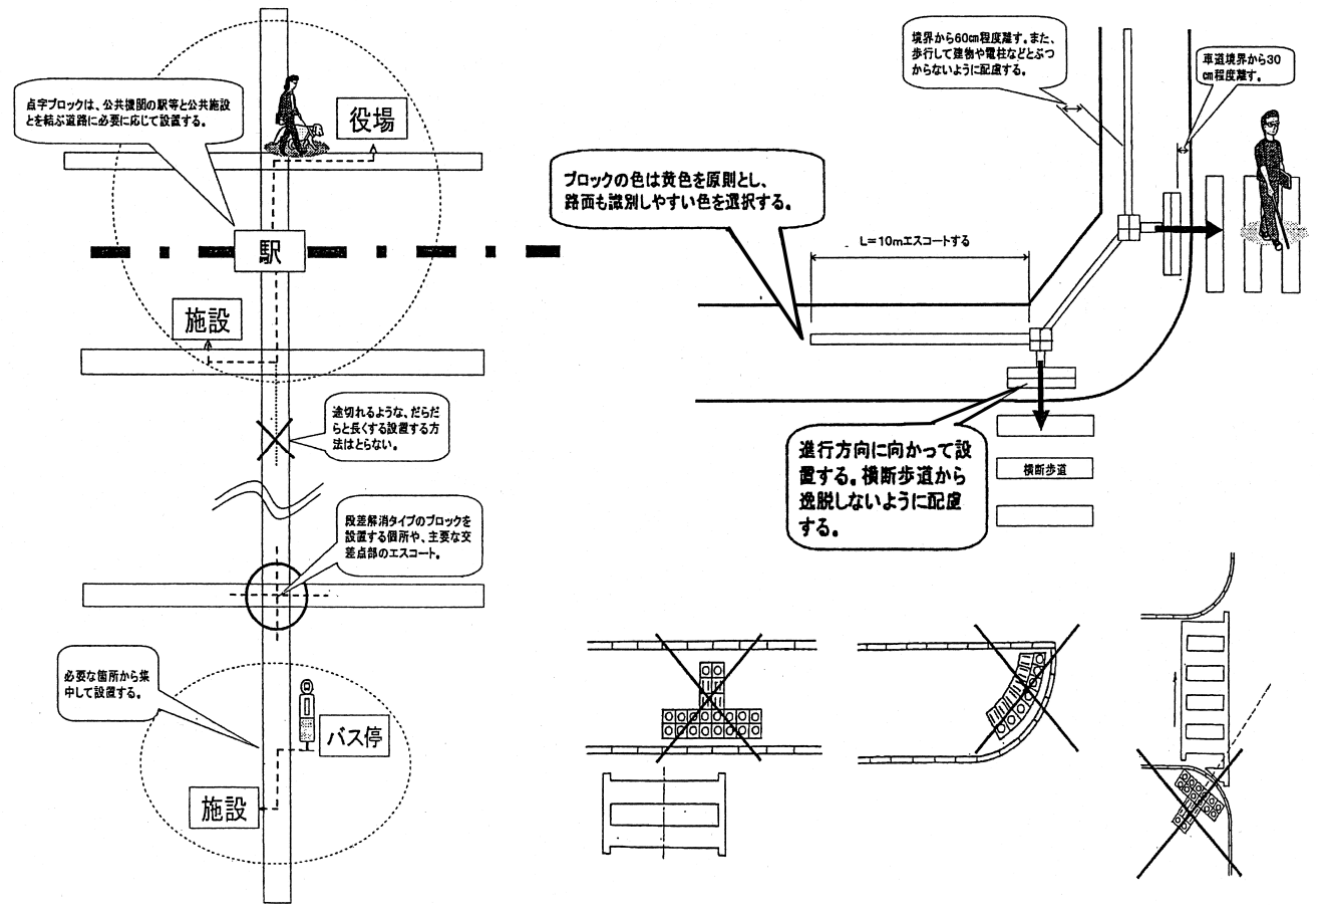 点字ブロックは、公共機関の駅等と公共施設
とを結ぶ道路に必要に応じて設置する。
役場
駅
施設
途切れるような、だらだ
らと長くする設置する方
法はとらない。
段差解消タイプのブロックを
設置する個所や、主要な交
差点部のエスコート。
必要な箇所から集
中して設置する。
バス停
施設
境界から60㎝程度離す。また、
歩行して建物や電柱などとぶつ
からないように配慮する。
車道境界から30
㎝程度離す。
ブロックの色は黄色を原則とし、
路面も識別しやすい色を選択する。
L=10mエスコートする
進行方向に向かって設
置する。横断歩道から
逸脱しないように配慮
する。
横断歩道